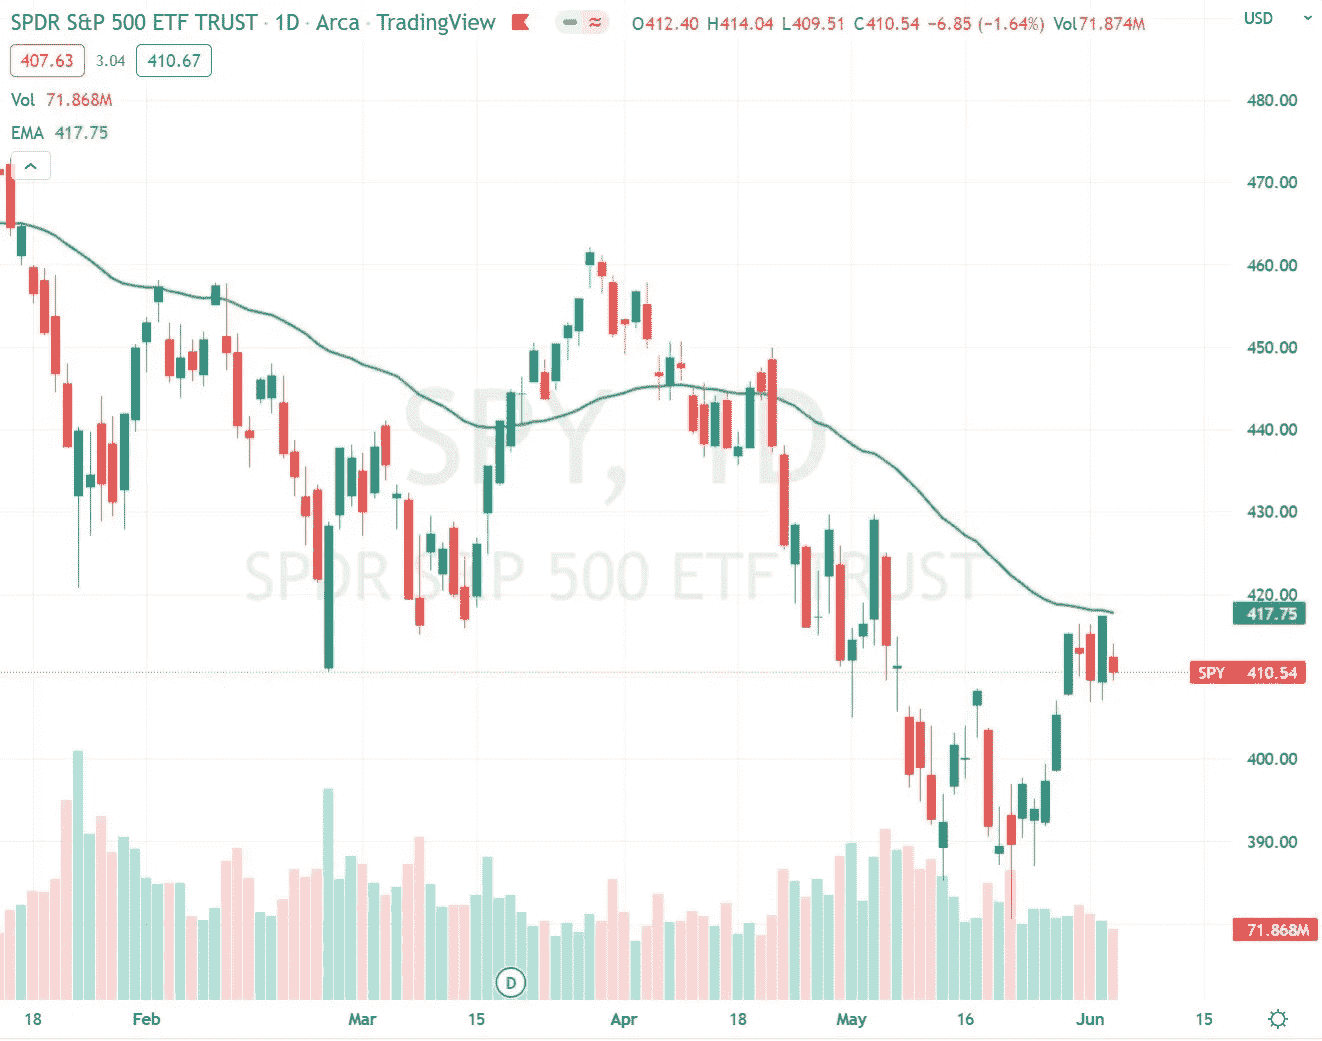 SPDR S&P 500 ETF TRUST · 1D · Arca · TradingView O412.40 H414.04 L409.51 C410.54 −6.85 (−1.64%) Vol71.874M USD
407.63 3.04 410.67
Vol 71.868M
EMA 417.75
480.00
470.00
460.00
450.00
440.00
430.00
420.00
417.75
SPY 410.54
400.00
390.00
71.868M
SPY, 1D
SPDR S&P 500 ETF TRUST
D
18 Feb Mar 15 Apr 18 May 16 Jun 15